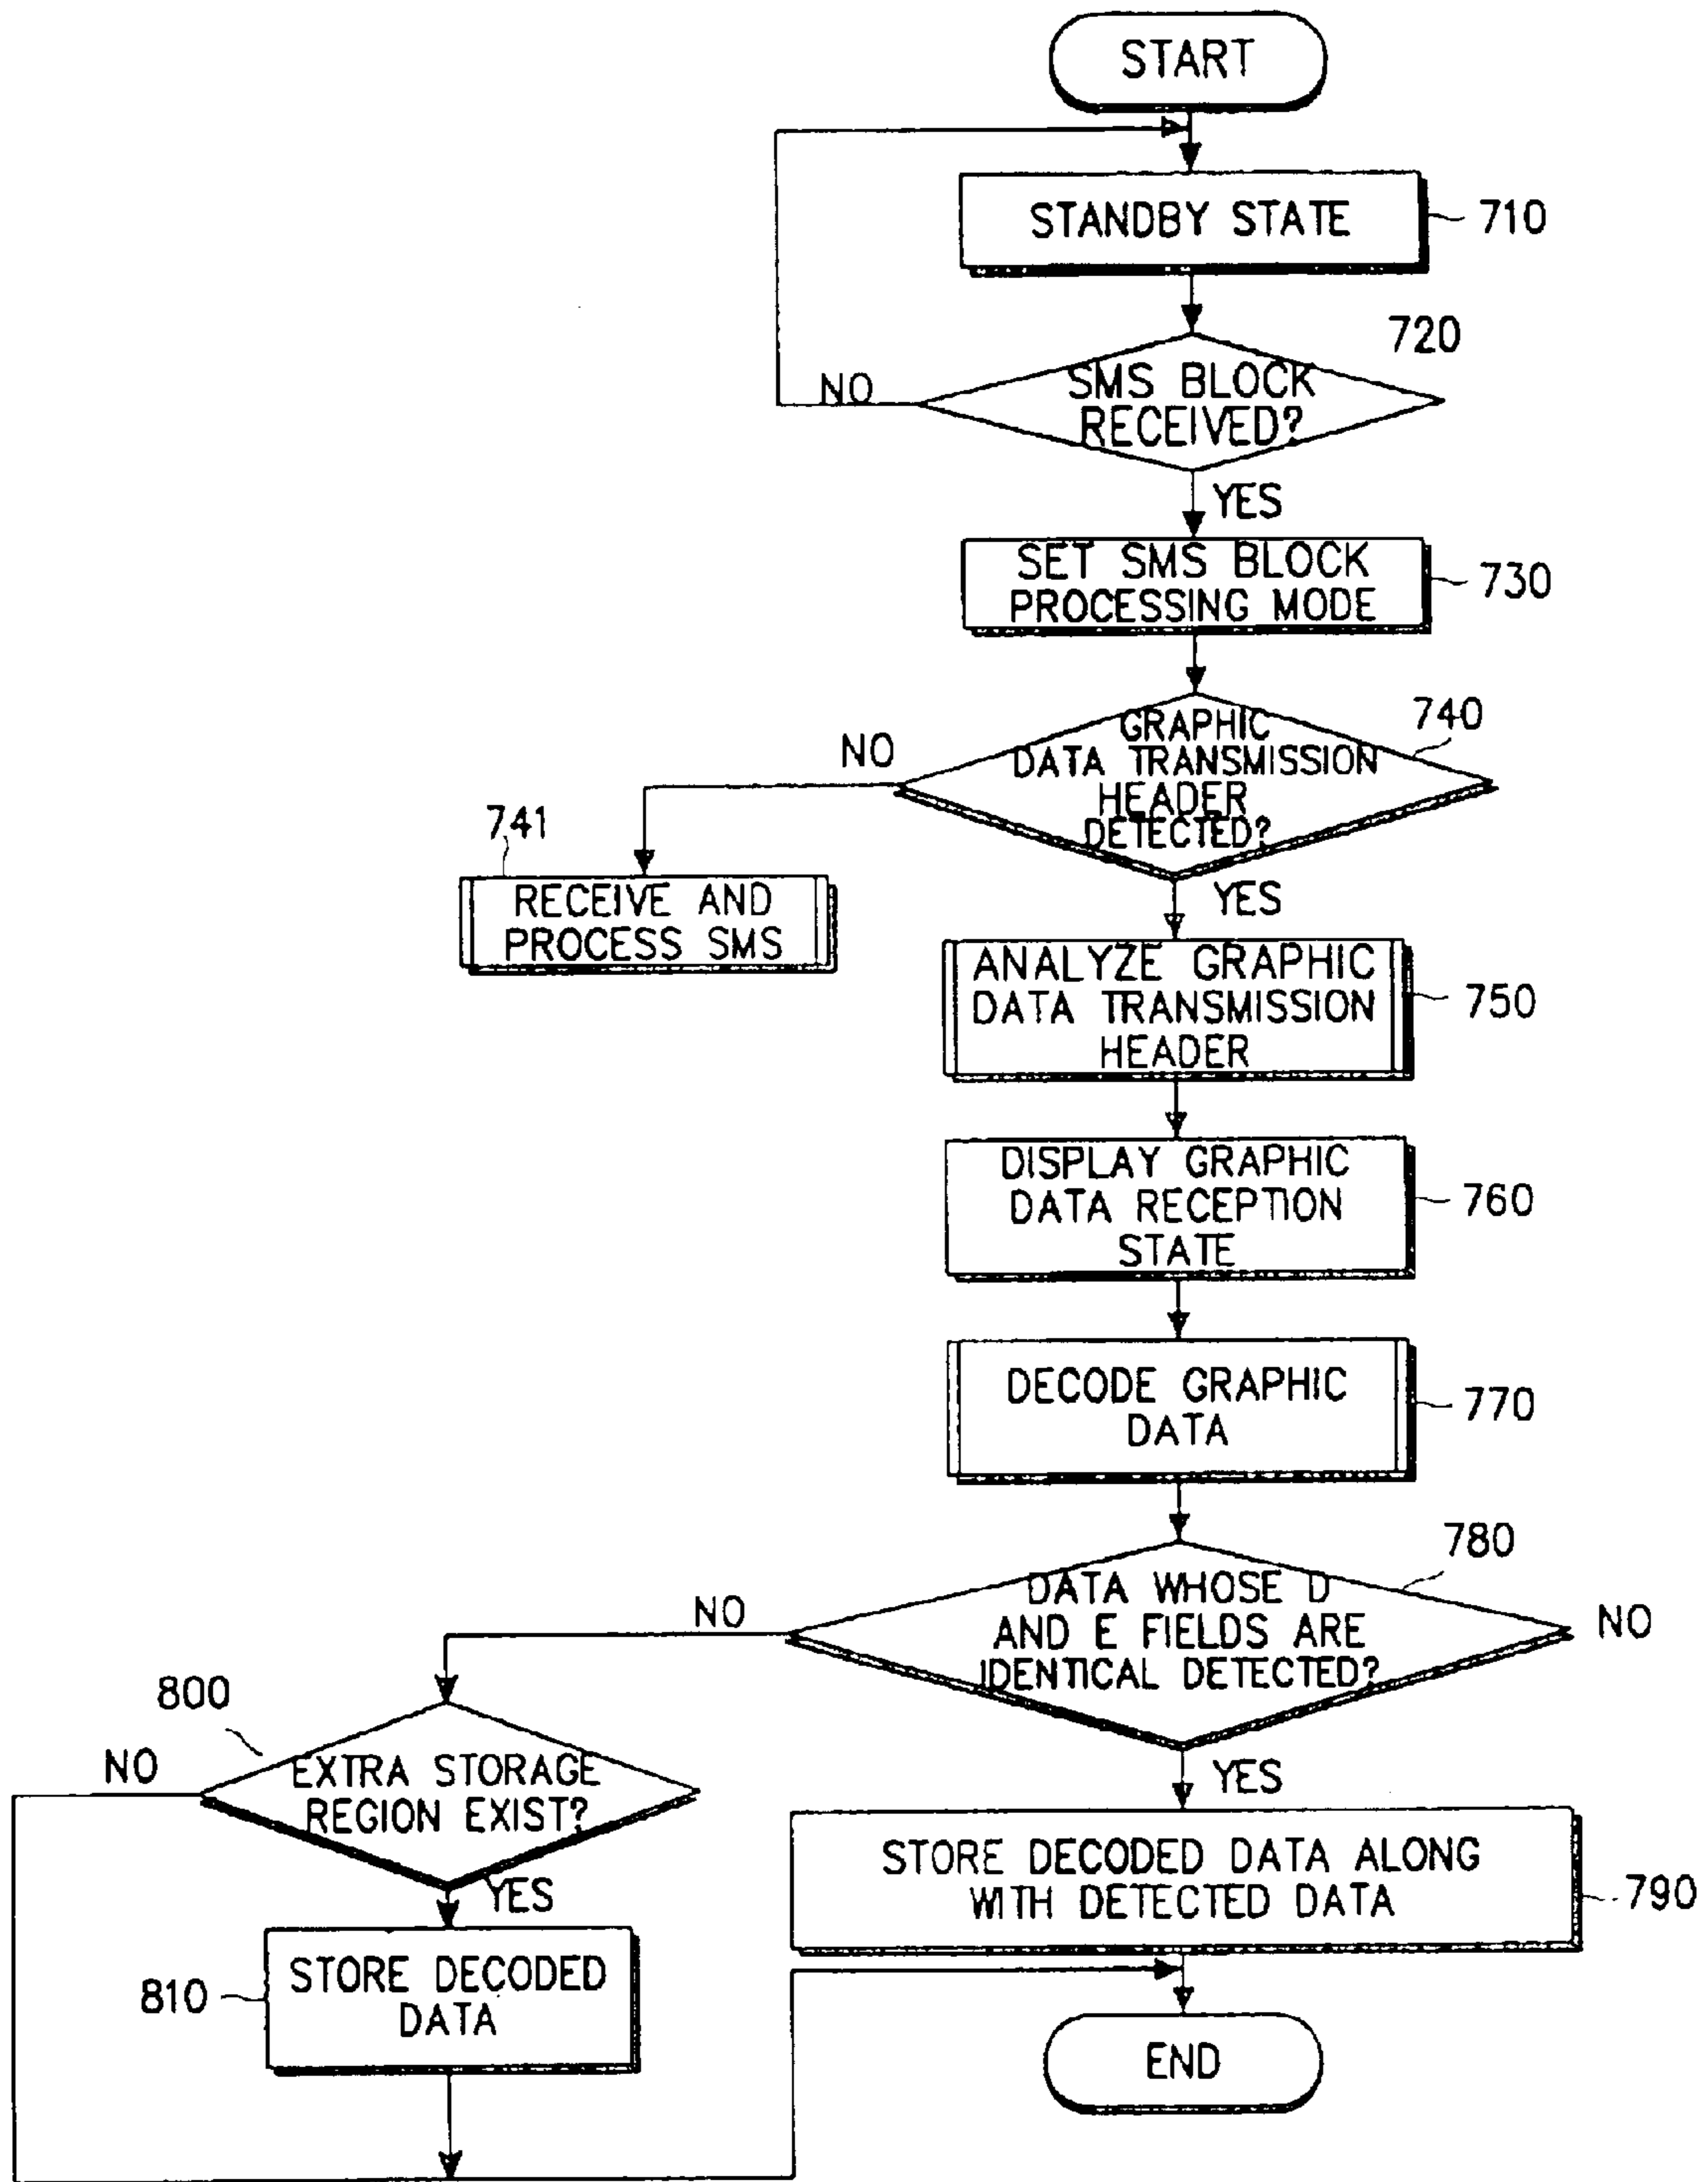 START
STANDBY STATE
710
720
SMS BLOCK
RECEIVED?
NO
YES
SET SMS BLOCK
PROCESSING MODE
730
740
GRAPHIC
DATA TRANSMISSION
HEADER
DETECTED?
NO
741
RECEIVE AND
PROCESS SMS
YES
ANALYZE GRAPHIC
DATA TRANSMISSION
HEADER
750
DISPLAY GRAPHIC
DATA RECEPTION
STATE
760
DECODE GRAPHIC
DATA
770
780
DATA WHOSE D
AND E FIELDS ARE
IDENTICAL DETECTED?
NO
NO
800
EXTRA STORAGE
REGION EXIST?
NO
YES
YES
STORE DECODED DATA ALONG
WITH DETECTED DATA
790
STORE DECODED
DATA
810
END